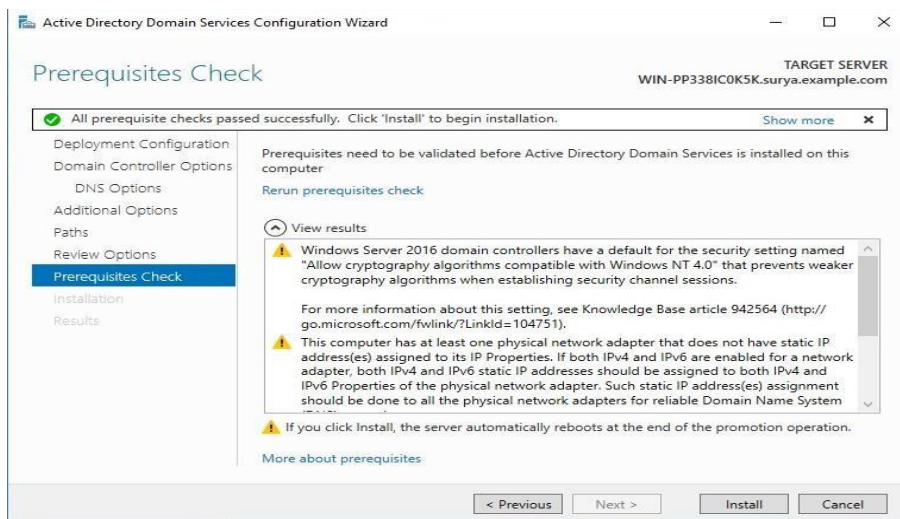 Active Directory Domain Services Configuration Wizard
Prerequisites Check
TARGET SERVER
WIN-PP338IC0K5K.surya.example.com
All prerequisite checks passed successfully. Click 'Install' to begin installation.
Show more
Deployment Configuration
Domain Controller Options
DNS Options
Additional Options
Paths
Review Options
Prerequisites Check
Installation
Results
Prerequisites need to be validated before Active Directory Domain Services is installed on this
computer
Rerun prerequisites check
View results
Windows Server 2016 domain controllers have a default for the security setting named
"Allow cryptography algorithms compatible with Windows NT 4.0" that prevents weaker
cryptography algorithms when establishing security channel sessions.
For more information about this setting, see Knowledge Base article 942564 (http://
go.microsoft.com/fwlink/?LinkId=104751).
This computer has at least one physical network adapter that does not have static IP
address(es) assigned to its IP Properties. If both IPv4 and IPv6 are enabled for a network
adapter, both IPv4 and IPv6 static IP addresses should be assigned to both IPv4 and
IPv6 Properties of the physical network adapter. Such static IP address(es) assignment
should be done to all the physical network adapters for reliable Domain Name System
If you click Install, the server automatically reboots at the end of the promotion operation.
More about prerequisites
< Previous
Next >
Install
Cancel